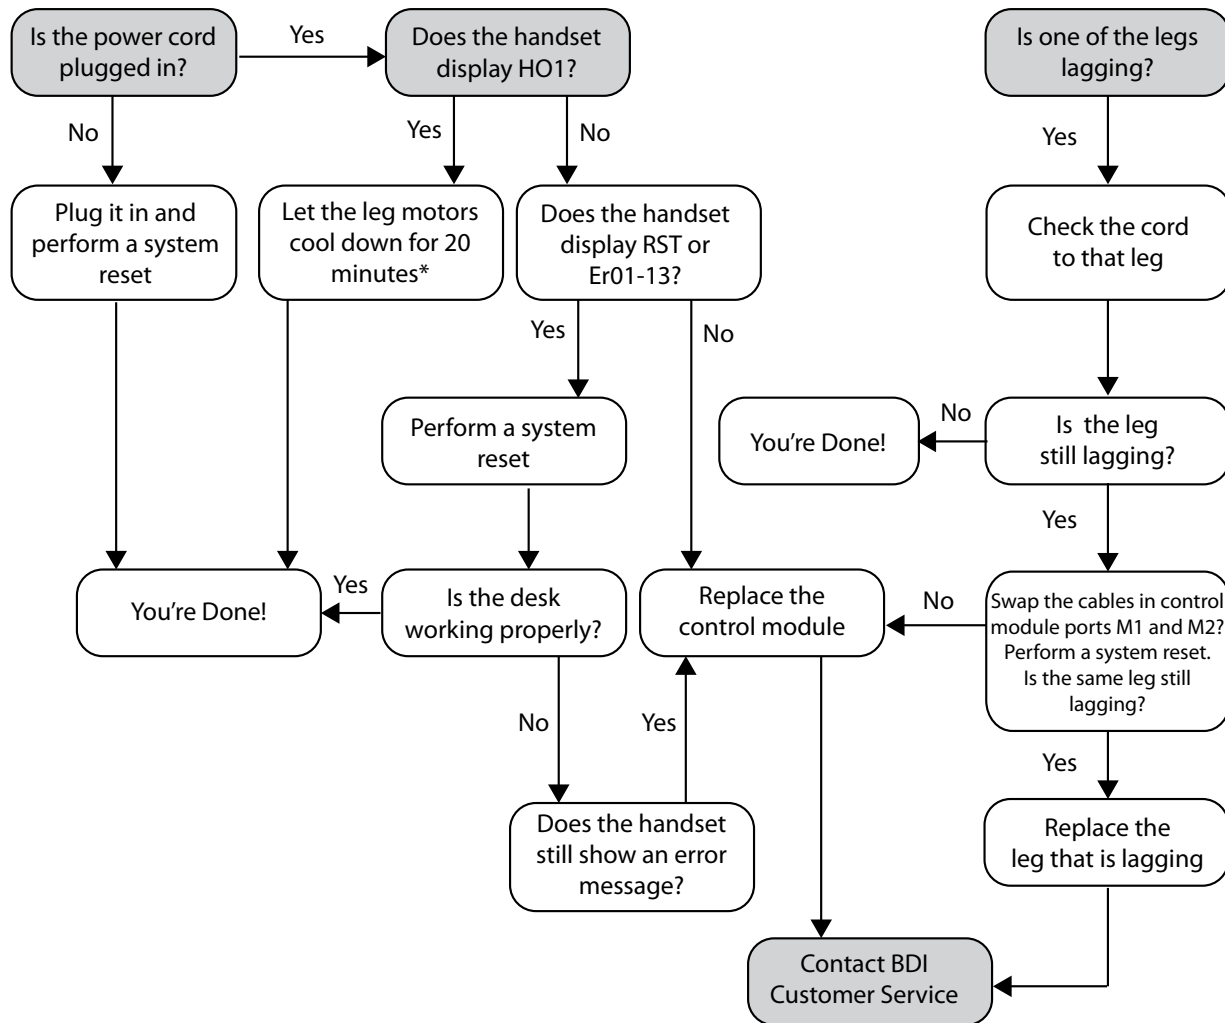 Is the power cord
plugged in?
Yes
Does the handset
display HO1?
Is one of the legs
lagging?
No
Yes
No
Yes
Plug it in and
perform a system
reset
Let the leg motors
cool down for 20
minutes*
Does the handset
display RST or
Er01-13?
Check the cord
to that leg
Yes
No
Perform a system
reset
You're Done!
No
Is the leg
still lagging?
Yes
You're Done!
Yes
Is the desk
working properly?
Replace the
control module
No
Swap the cables in control
module ports M1 and M2?
Perform a system reset.
Is the same leg still
lagging?
No
Yes
Yes
Does the handset
still show an error
message?
Replace the
leg that is lagging
Contact BDI
Customer Service